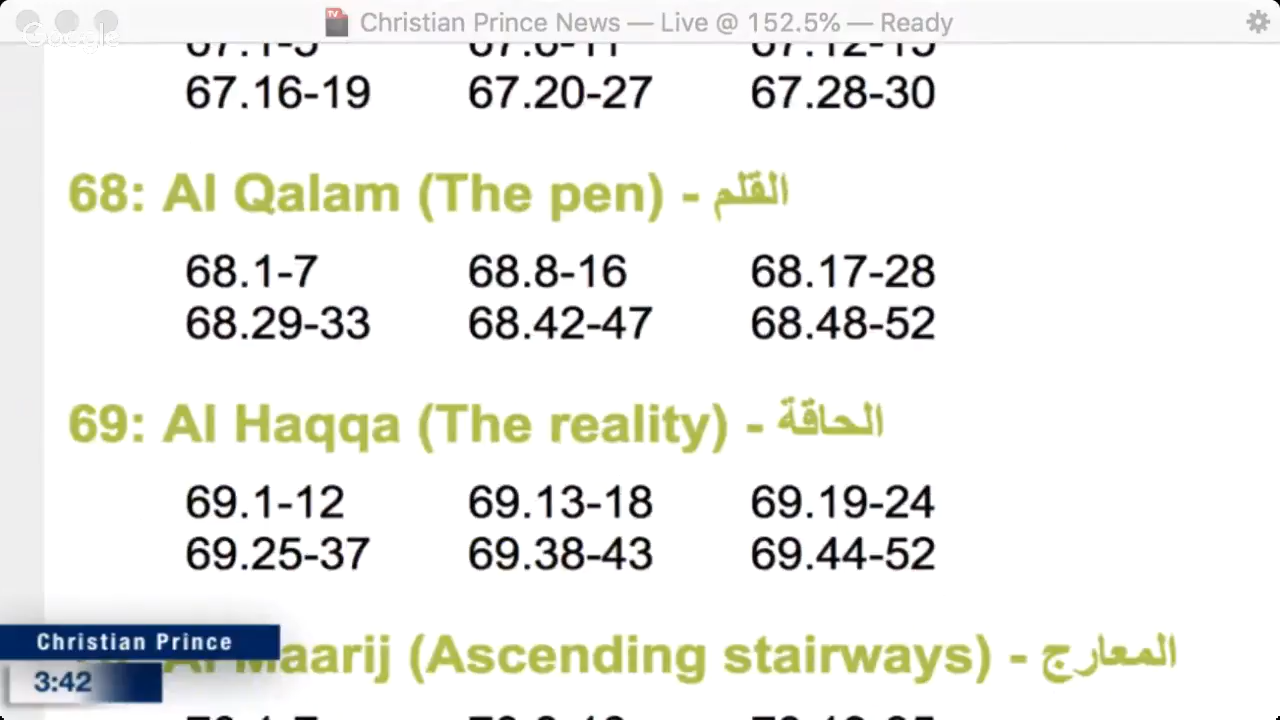 Christian Prince News — Live @ 152.5% — Ready
Google
67.16-19 67.20-27 67.28-30
68: Al Qalam (The pen) - القلم
68.1-7 68.8-16 68.17-28
68.29-33 68.42-47 68.48-52
69: Al Haqqa (The reality) - الحاقة
69.1-12 69.13-18 69.19-24
69.25-37 69.38-43 69.44-52
Christian Prince
Maarij (Ascending stairways) - المعارج
3:42